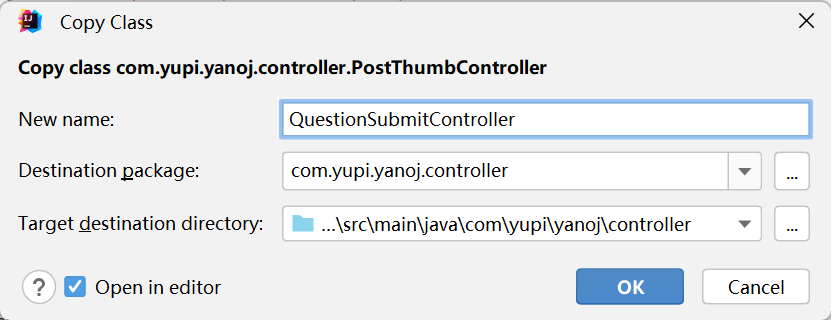 Copy Class
Copy class com.yupi.yanoj.controller.PostThumbController
New name: QuestionSubmitController
Destination package: com.yupi.yanoj.controller ...
Target destination directory: ...\src\main\java\com\yupi\yanoj\controller ...
? Open in editor OK Cancel